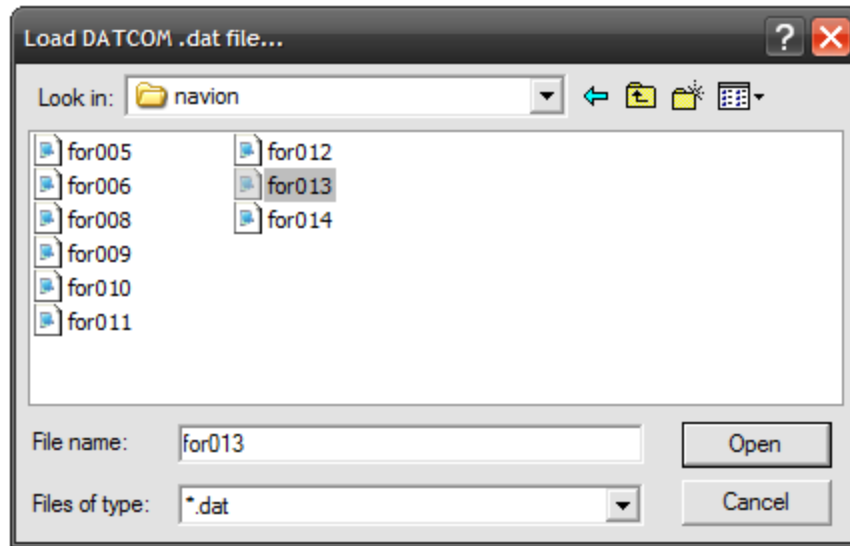 Load DATCOM .dat file...
Look in: navion
for005 for012
for006 for013
for008 for014
for009
for010
for011
File name: for013 Open
Files of type: *.dat Cancel